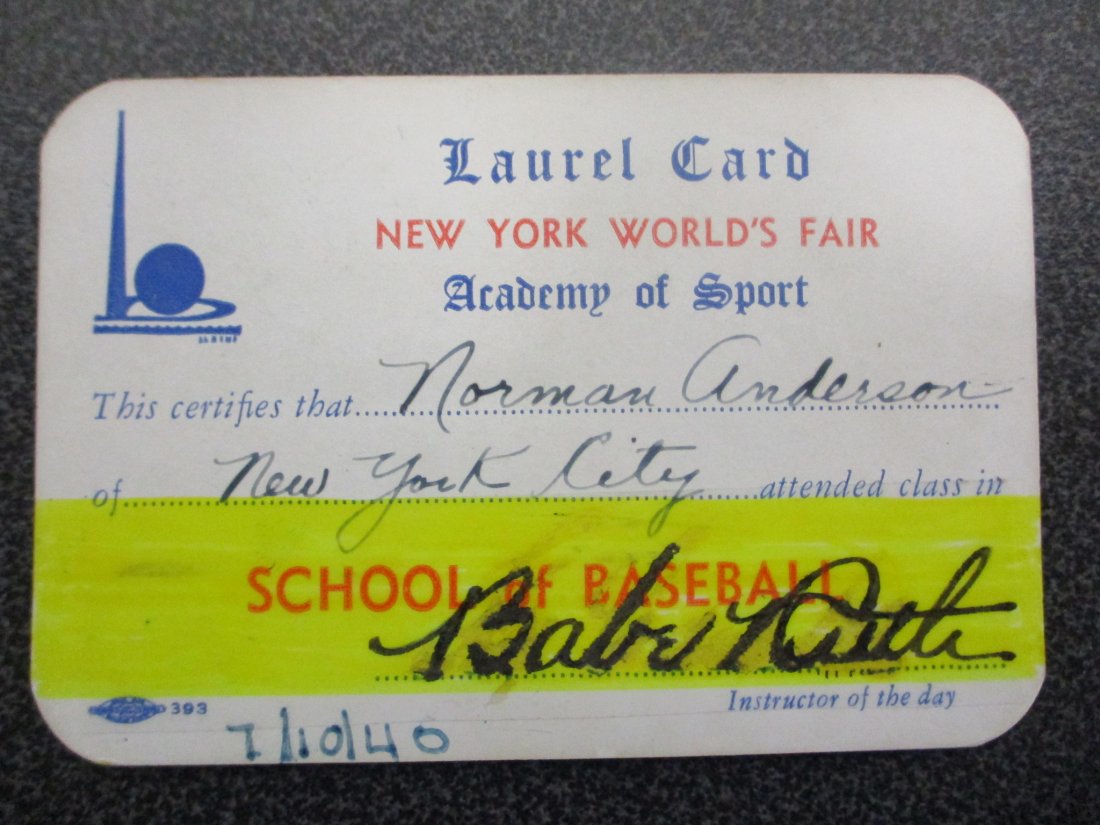 Laurel Card
NEW YORK WORLD'S FAIR
Academy of Sport
This certifies that Norman Anderson
of New York City attended class in
SCHOOL of BASEBALL
Babe Ruth
Instructor of the day
393
7/10/40